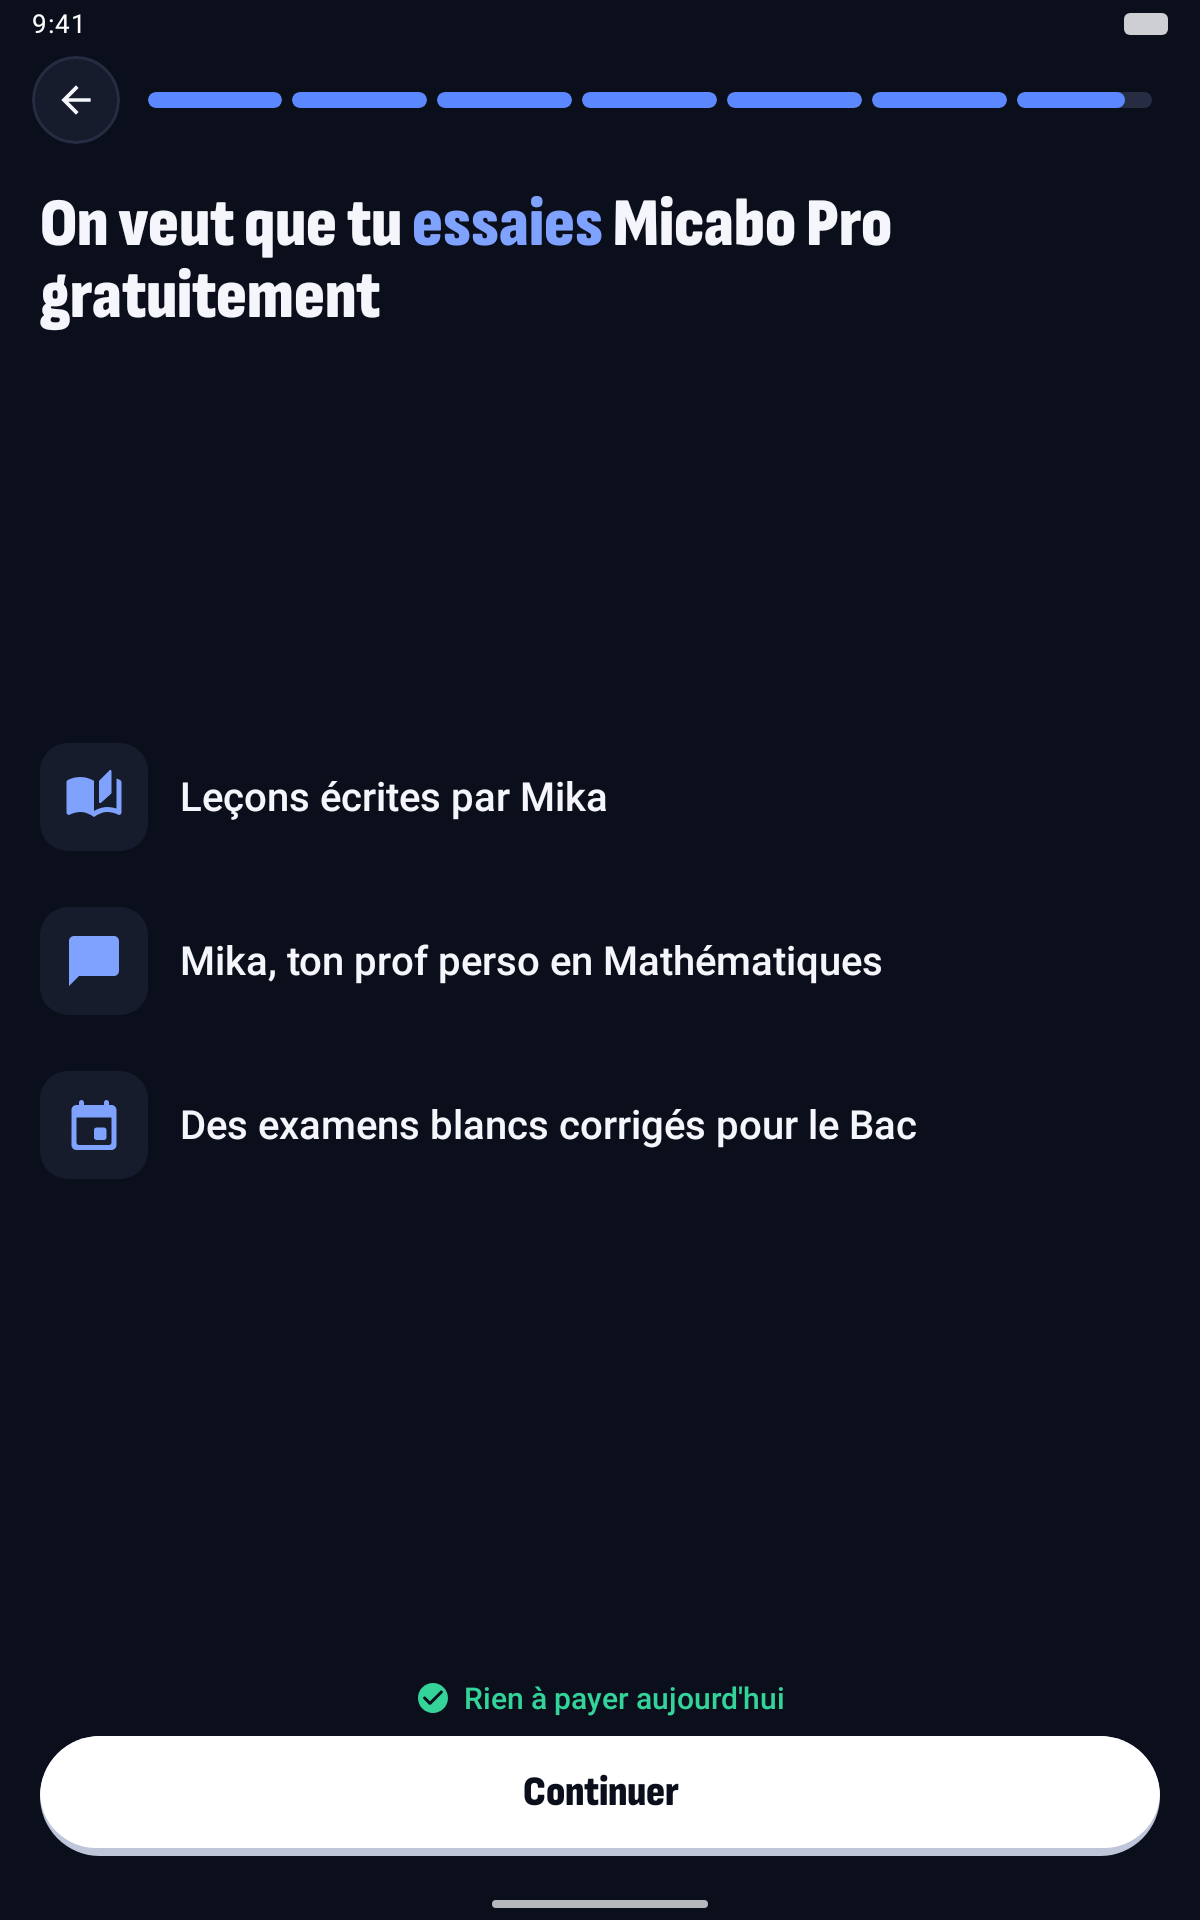 9:41
On veut que tu essaies Micabo Pro
gratuitement
Leçons écrites par Mika
Mika, ton prof perso en Mathématiques
Des examens blancs corrigés pour le Bac
Rien à payer aujourd'hui
Continuer